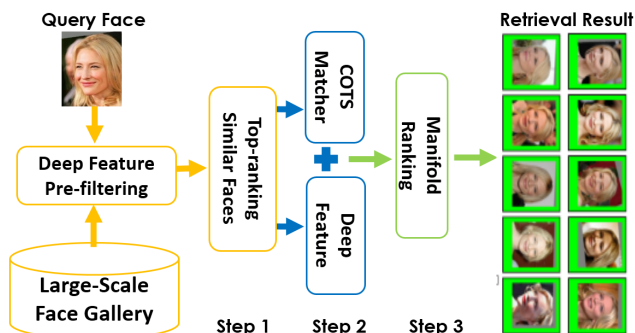 Query Face
Retrieval Result
Deep Feature
Pre-filtering
Large-Scale
Face Gallery
Top-ranking
Similar Faces
COTS
Matcher
Deep
Feature
Manifold
Ranking
Step 1
Step 2
Step 3